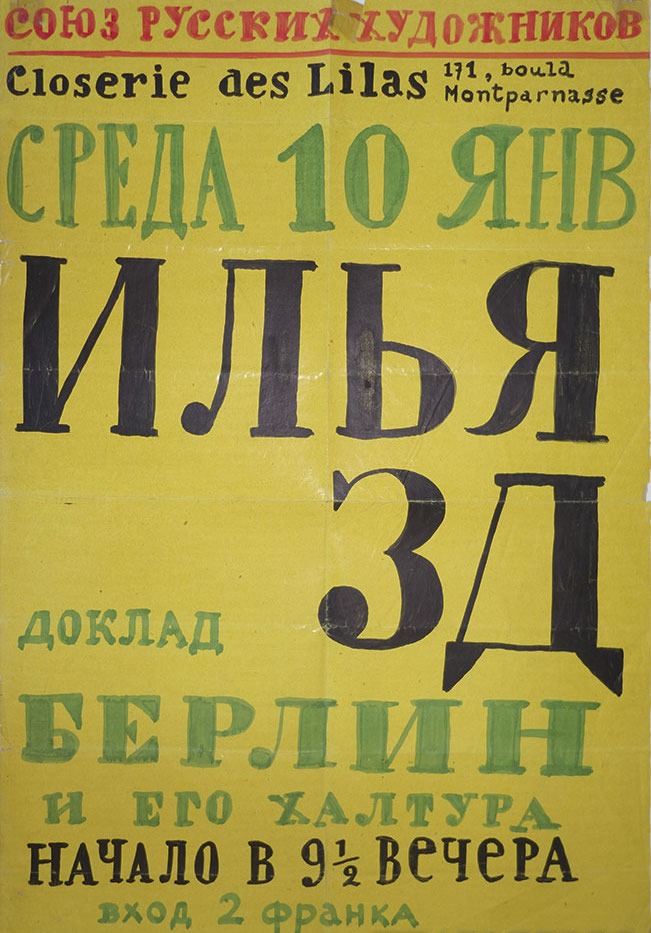 СОЮЗ РУССКИХ ХУДОЖНИКОВ
Closerie des Lilas 171, bould
Montparnasse
СРЕДА 10 ЯНВ
ИЛЬЯ
ЗД
ДОКЛАД
БЕРЛИН
И ЕГО ХАЛТУРА
НАЧАЛО В 9½ ВЕЧЕРА
ВХОД 2 франка